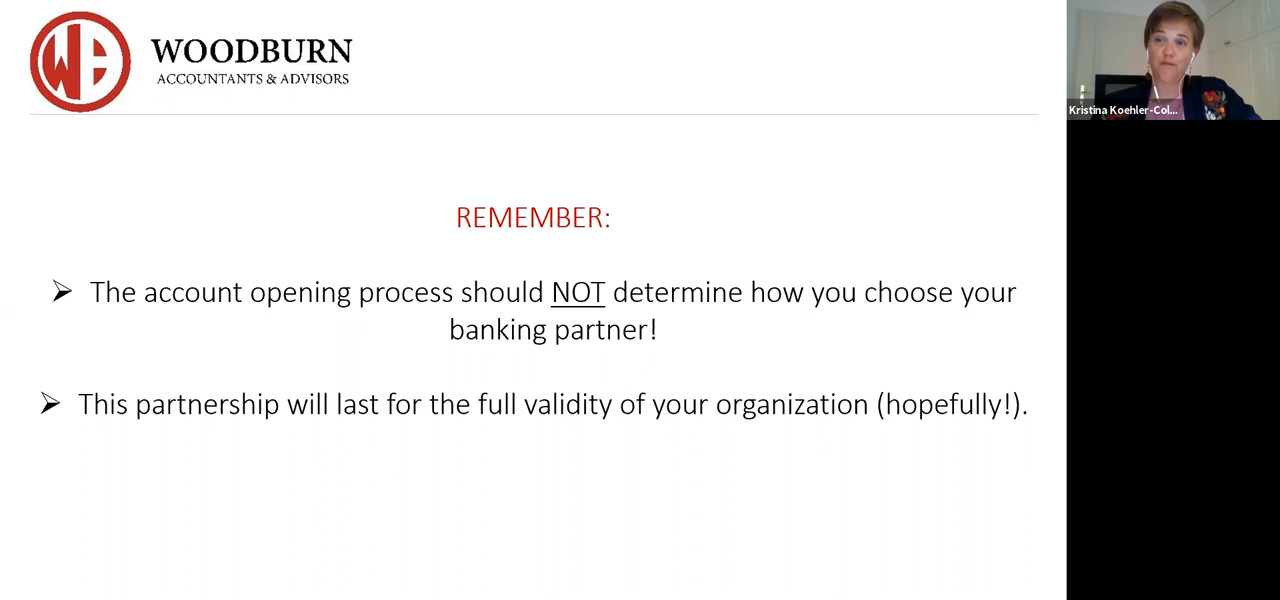 WB
WOODBURN
ACCOUNTANTS & ADVISORS
Kristina Koehler-Col...
REMEMBER:
➢ The account opening process should NOT determine how you choose your
banking partner!
➢ This partnership will last for the full validity of your organization (hopefully!).